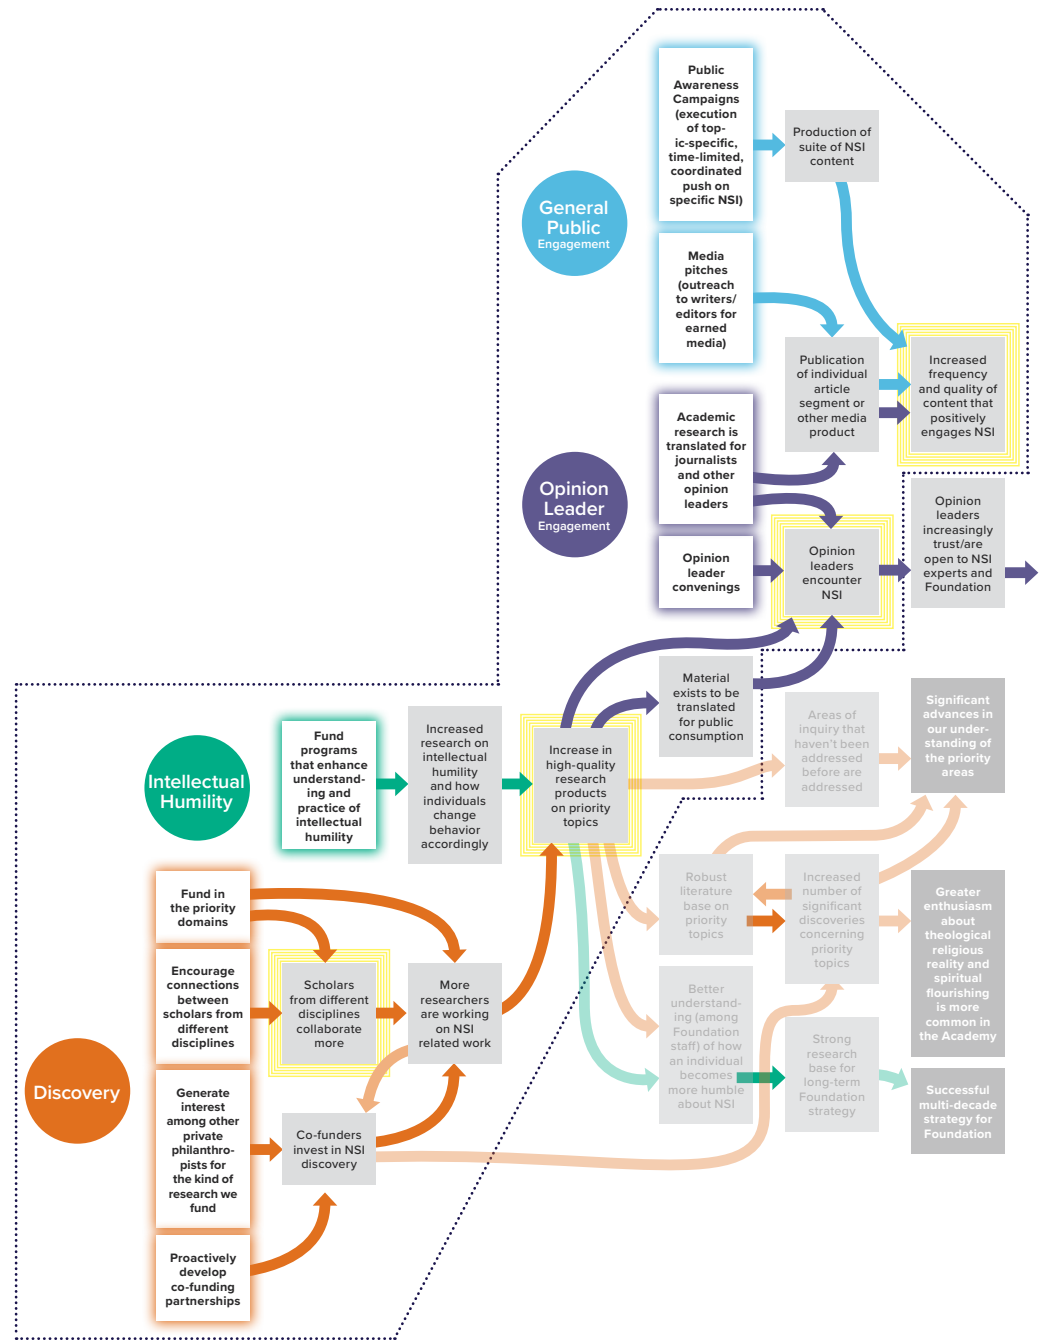 Public
Awareness
Campaigns
(execution
of top-
ic-specific,
time-limited,
coordinated
push on
specific NSI)
Production of
suite of NSI
content
General
Public
Engagement
Media
pitches
(outreach
to writers/
editors for
earned
media)
Publication
of individual
article
segment or
other media
product
Increased
frequency
and quality of
content that
positively
engages NSI
Academic
research is
translated for
journalists
and other
opinion
leaders
Opinion
Leader
Engagement
Opinion
leader
convenings
Opinion
leaders
encounter
NSI
Opinion
leaders
increasingly
trust/are
open to NSI
experts and
Foundation
Material
exists to be
translated
for public
consumption
Intellectual
Humility
Fund
programs
that enhance
understand-
ing and
practice of
intellectual
humility
Increased
research on
intellectual
humility
and how
individuals
change
behavior
accordingly
Increase in
high-quality
research
products
on priority
topics
Areas of
inquiry that
haven't been
addressed
before are
addressed
Significant
advances in
our under-
standing of
the priority
areas
Robust
literature
base on
priority
topics
Increased
number of
significant
discoveries
concerning
priority
topics
Greater
enthusiasm
about
theological
religious
reality and
spiritual
flourishing
is more
common in
the Academy
Fund in
the priority
domains
Encourage
connections
between
scholars from
different
disciplines
Scholars
from different
disciplines
collaborate
more
More
researchers
are working
on NSI
related work
Better
understand-
ing (among
Foundation
staff) of how
an individual
becomes
more humble
about NSI
Strong
research
base for
long-term
Foundation
strategy
Successful
multi-decade
strategy for
Foundation
Discovery
Generate
interest
among other
private
philanthro-
pists for
the kind of
research we
fund
Co-funders
invest in NSI
discovery
Proactively
develop
co-funding
partnerships